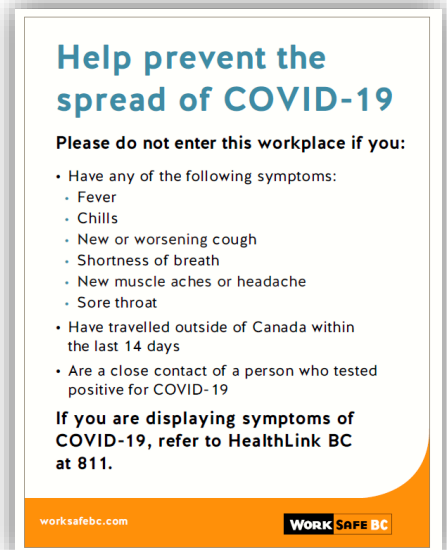 Help prevent the
spread of COVID-19
Please do not enter this workplace if you:
• Have any of the following symptoms:
• Fever
• Chills
• New or worsening cough
• Shortness of breath
• New muscle aches or headache
• Sore throat
• Have travelled outside of Canada within
the last 14 days
• Are a close contact of a person who tested
positive for COVID-19
If you are displaying symptoms of
COVID-19, refer to HealthLink BC
at 811.
worksafebc.com
WORK SAFE BC